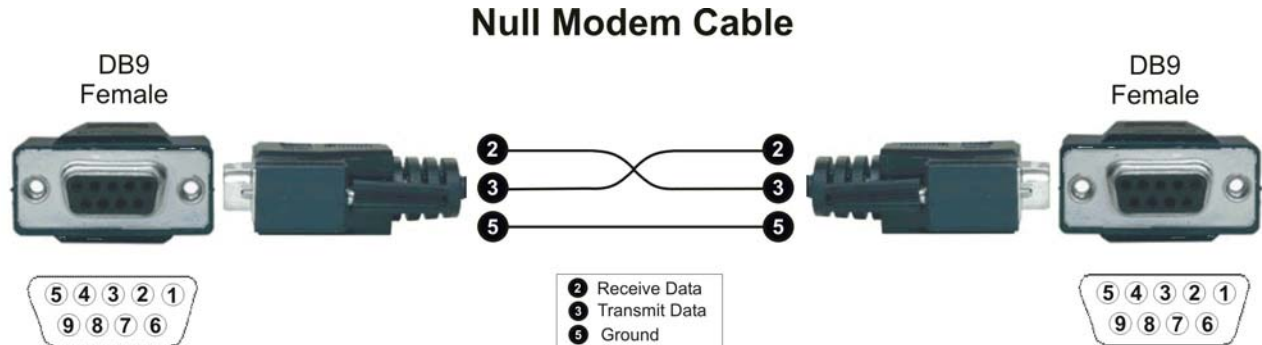 Null Modem Cable
DB9
Female
DB9
Female
2
2
3
3
5
5
5 4 3 2 1
9 8 7 6
2 Receive Data
3 Transmit Data
5 Ground
5 4 3 2 1
9 8 7 6